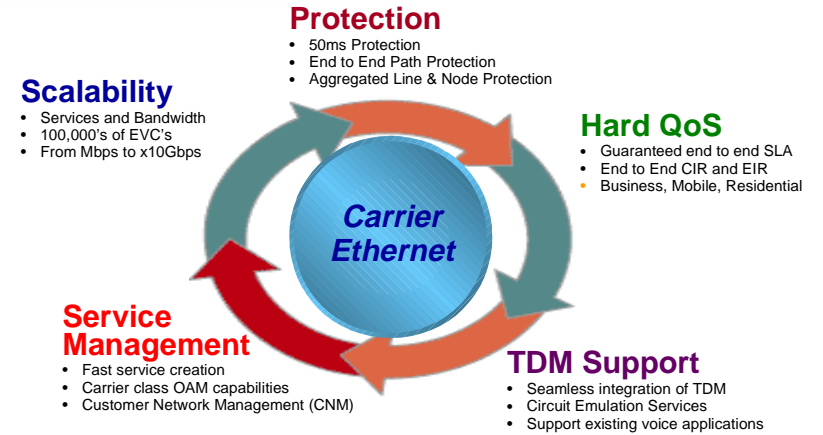 Protection
• 50ms Protection
• End to End Path Protection
• Aggregated Line & Node Protection
Scalability
• Services and Bandwidth
• 100,000's of EVC's
• From Mbps to x10Gbps
Hard QoS
• Guaranteed end to end SLA
• End to End CIR and EIR
• Business, Mobile, Residential
Carrier
Ethernet
Service
Management
• Fast service creation
• Carrier class OAM capabilities
• Customer Network Management (CNM)
TDM Support
• Seamless integration of TDM
• Circuit Emulation Services
• Support existing voice applications